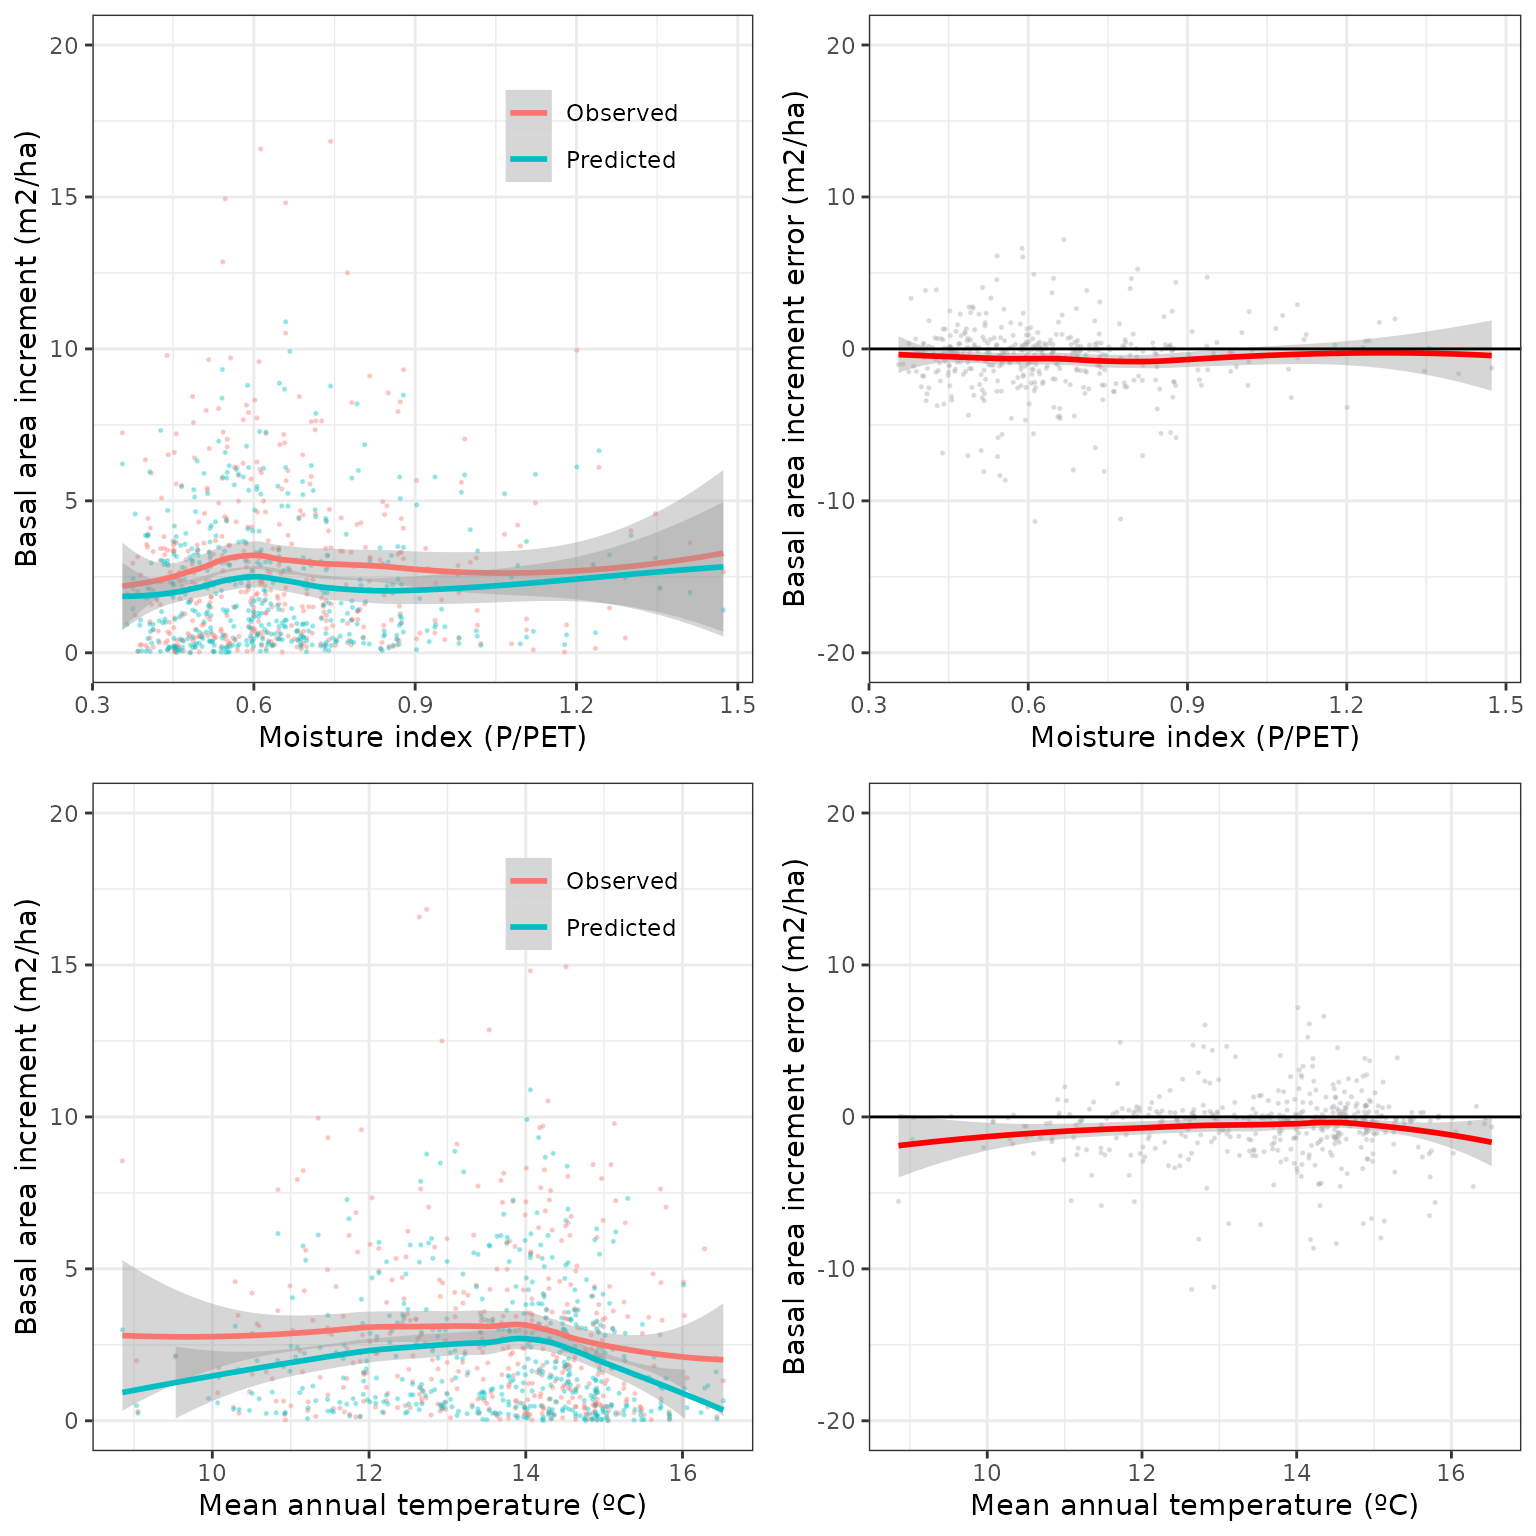 Basal area increment (m2/ha)
20
15
10
5
0
Observed
Predicted
0.3 0.6 0.9 1.2 1.5
Moisture index (P/PET)
Basal area increment error (m2/ha)
20
10
0
-10
-20
0.3 0.6 0.9 1.2 1.5
Moisture index (P/PET)
Basal area increment (m2/ha)
20
15
10
5
0
Observed
Predicted
10 12 14 16
Mean annual temperature (ºC)
Basal area increment error (m2/ha)
20
10
0
-10
-20
10 12 14 16
Mean annual temperature (ºC)